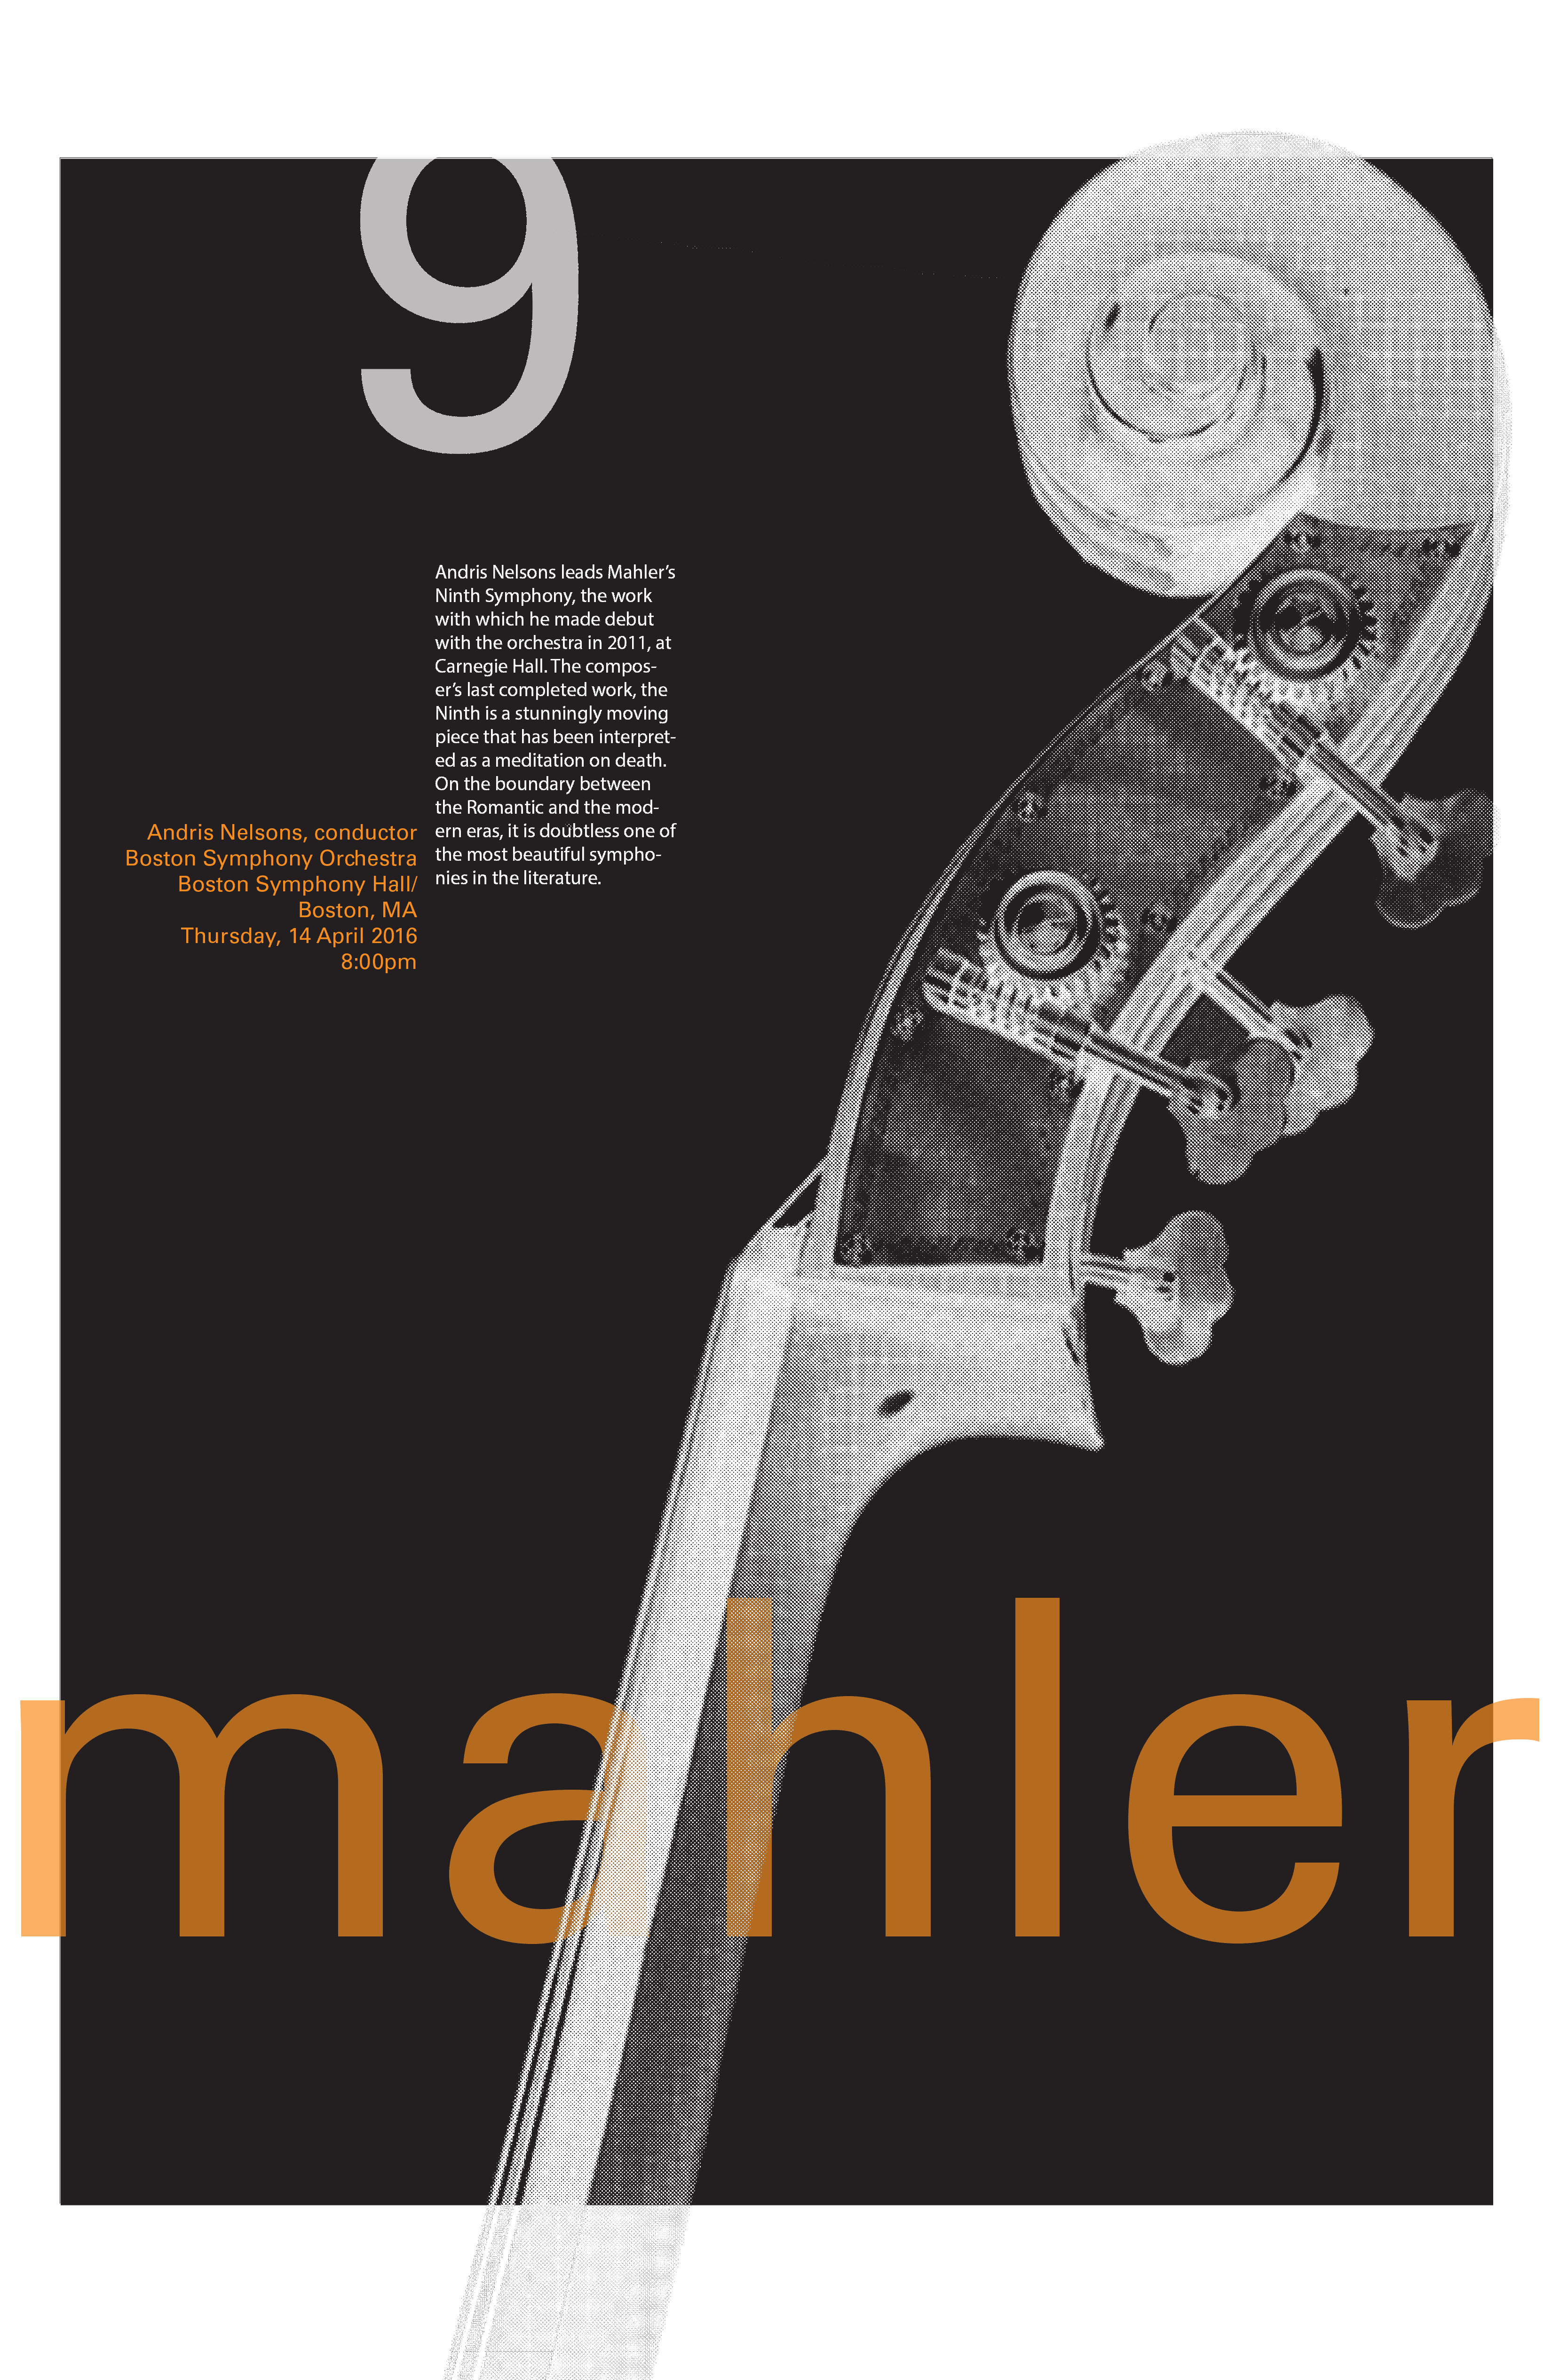 9
Andris Nelsons leads Mahler’s
Ninth Symphony, the work
with which he made debut
with the orchestra in 2011, at
Carnegie Hall. The compos-
er’s last completed work, the
Ninth is a stunningly moving
piece that has been interpret-
ed as a meditation on death.
On the boundary between
the Romantic and the mod-
ern eras, it is doubtless one of
the most beautiful sympho-
nies in the literature.
Andris Nelsons, conductor
Boston Symphony Orchestra
Boston Symphony Hall/
Boston, MA
Thursday, 14 April 2016
8:00pm
mahler